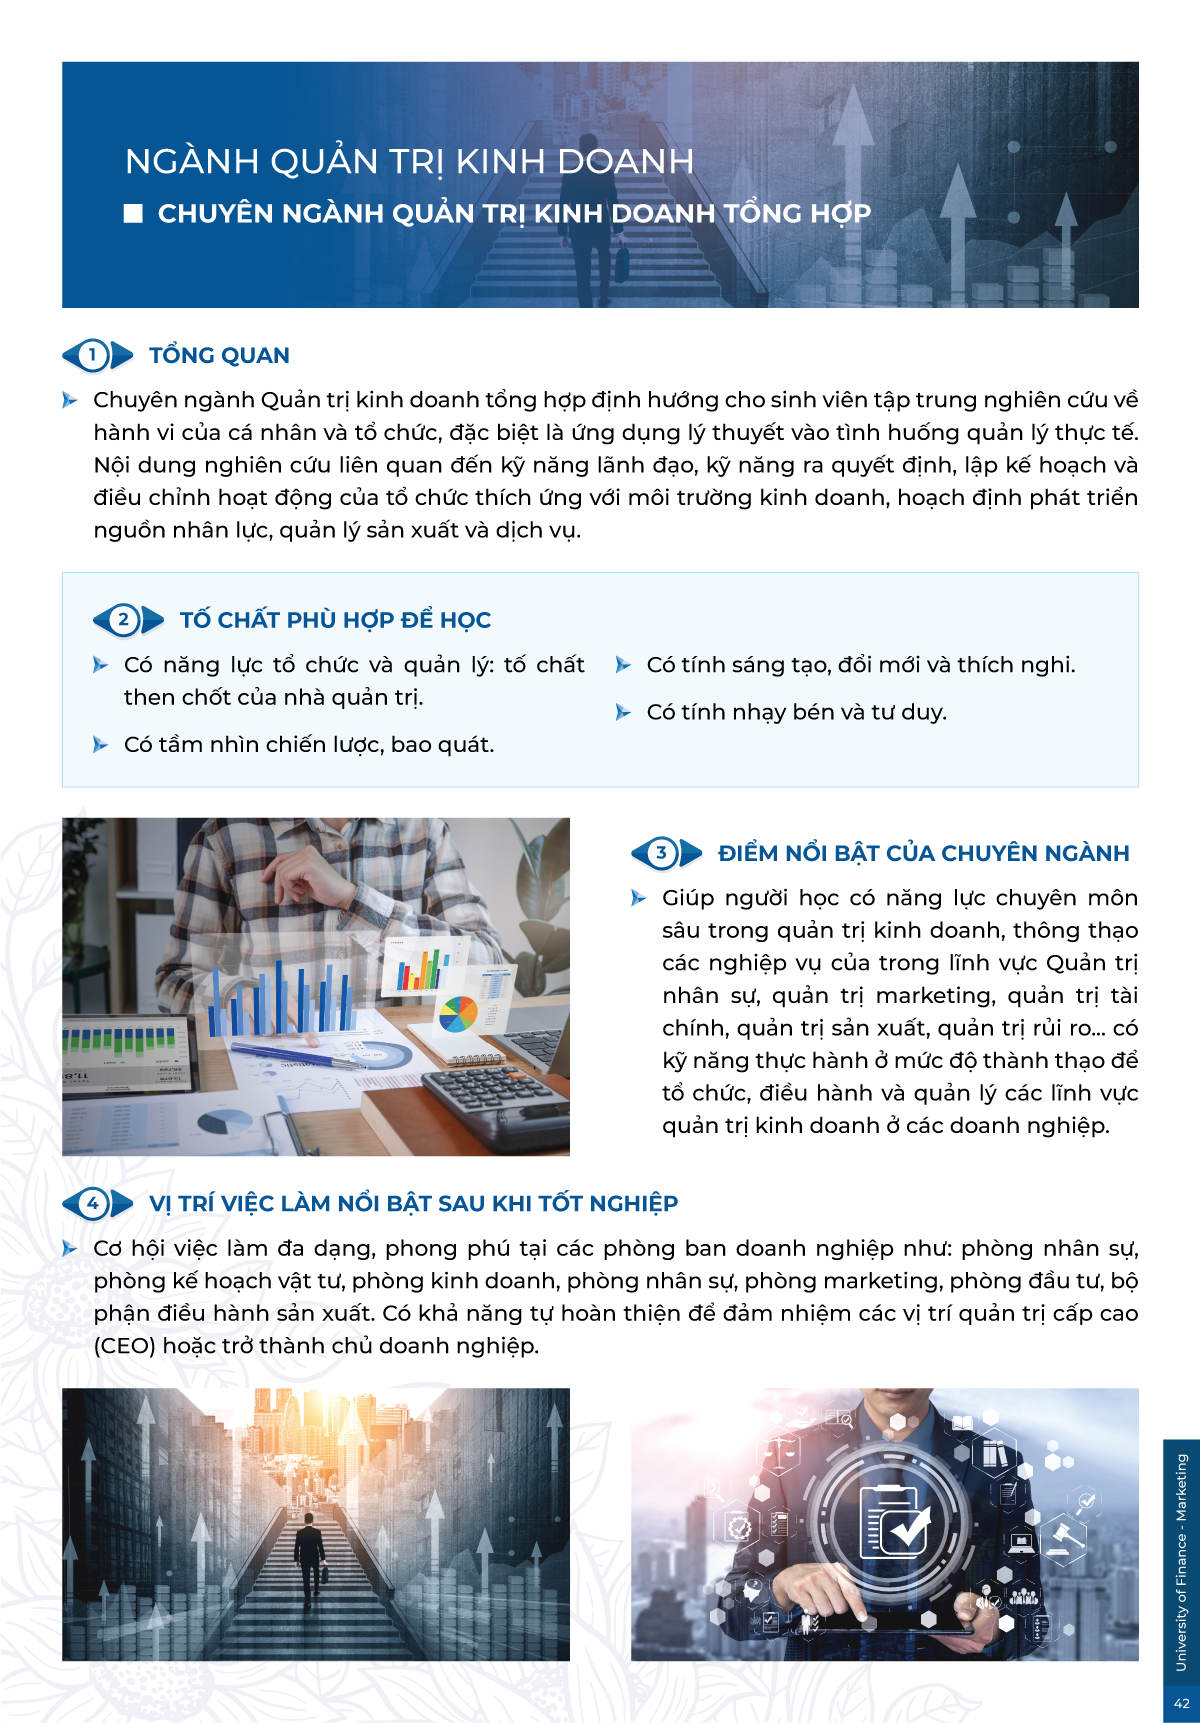 NGÀNH QUẢN TRỊ KINH DOANH
CHUYÊN NGÀNH QUẢN TRỊ KINH DOANH TỔNG HỢP
1 TỔNG QUAN
Chuyên ngành Quản trị kinh doanh tổng hợp định hướng cho sinh viên tập trung nghiên cứu về
hành vi của cá nhân và tổ chức, đặc biệt là ứng dụng lý thuyết vào tình huống quản lý thực tế.
Nội dung nghiên cứu liên quan đến kỹ năng lãnh đạo, kỹ năng ra quyết định, lập kế hoạch và
điều chỉnh hoạt động của tổ chức thích ứng với môi trường kinh doanh, hoạch định phát triển
nguồn nhân lực, quản lý sản xuất và dịch vụ.
2 TỐ CHẤT PHÙ HỢP ĐỂ HỌC
Có năng lực tổ chức và quản lý: tố chất
then chốt của nhà quản trị.
Có tầm nhìn chiến lược, bao quát.
Có tính sáng tạo, đổi mới và thích nghi.
Có tính nhạy bén và tư duy.
3 ĐIỂM NỔI BẬT CỦA CHUYÊN NGÀNH
Giúp người học có năng lực chuyên môn
sâu trong quản trị kinh doanh, thông thạo
các nghiệp vụ của trong lĩnh vực Quản trị
nhân sự, quản trị marketing, quản trị tài
chính, quản trị sản xuất, quản trị rủi ro... có
kỹ năng thực hành ở mức độ thành thạo để
tổ chức, điều hành và quản lý các lĩnh vực
quản trị kinh doanh ở các doanh nghiệp.
4 VỊ TRÍ VIỆC LÀM NỔI BẬT SAU KHI TỐT NGHIỆP
Cơ hội việc làm đa dạng, phong phú tại các phòng ban doanh nghiệp như: phòng nhân sự,
phòng kế hoạch vật tư, phòng kinh doanh, phòng nhân sự, phòng marketing, phòng đầu tư, bộ
phận điều hành sản xuất. Có khả năng tự hoàn thiện để đảm nhiệm các vị trí quản trị cấp cao
(CEO) hoặc trở thành chủ doanh nghiệp.
University of Finance - Marketing
42